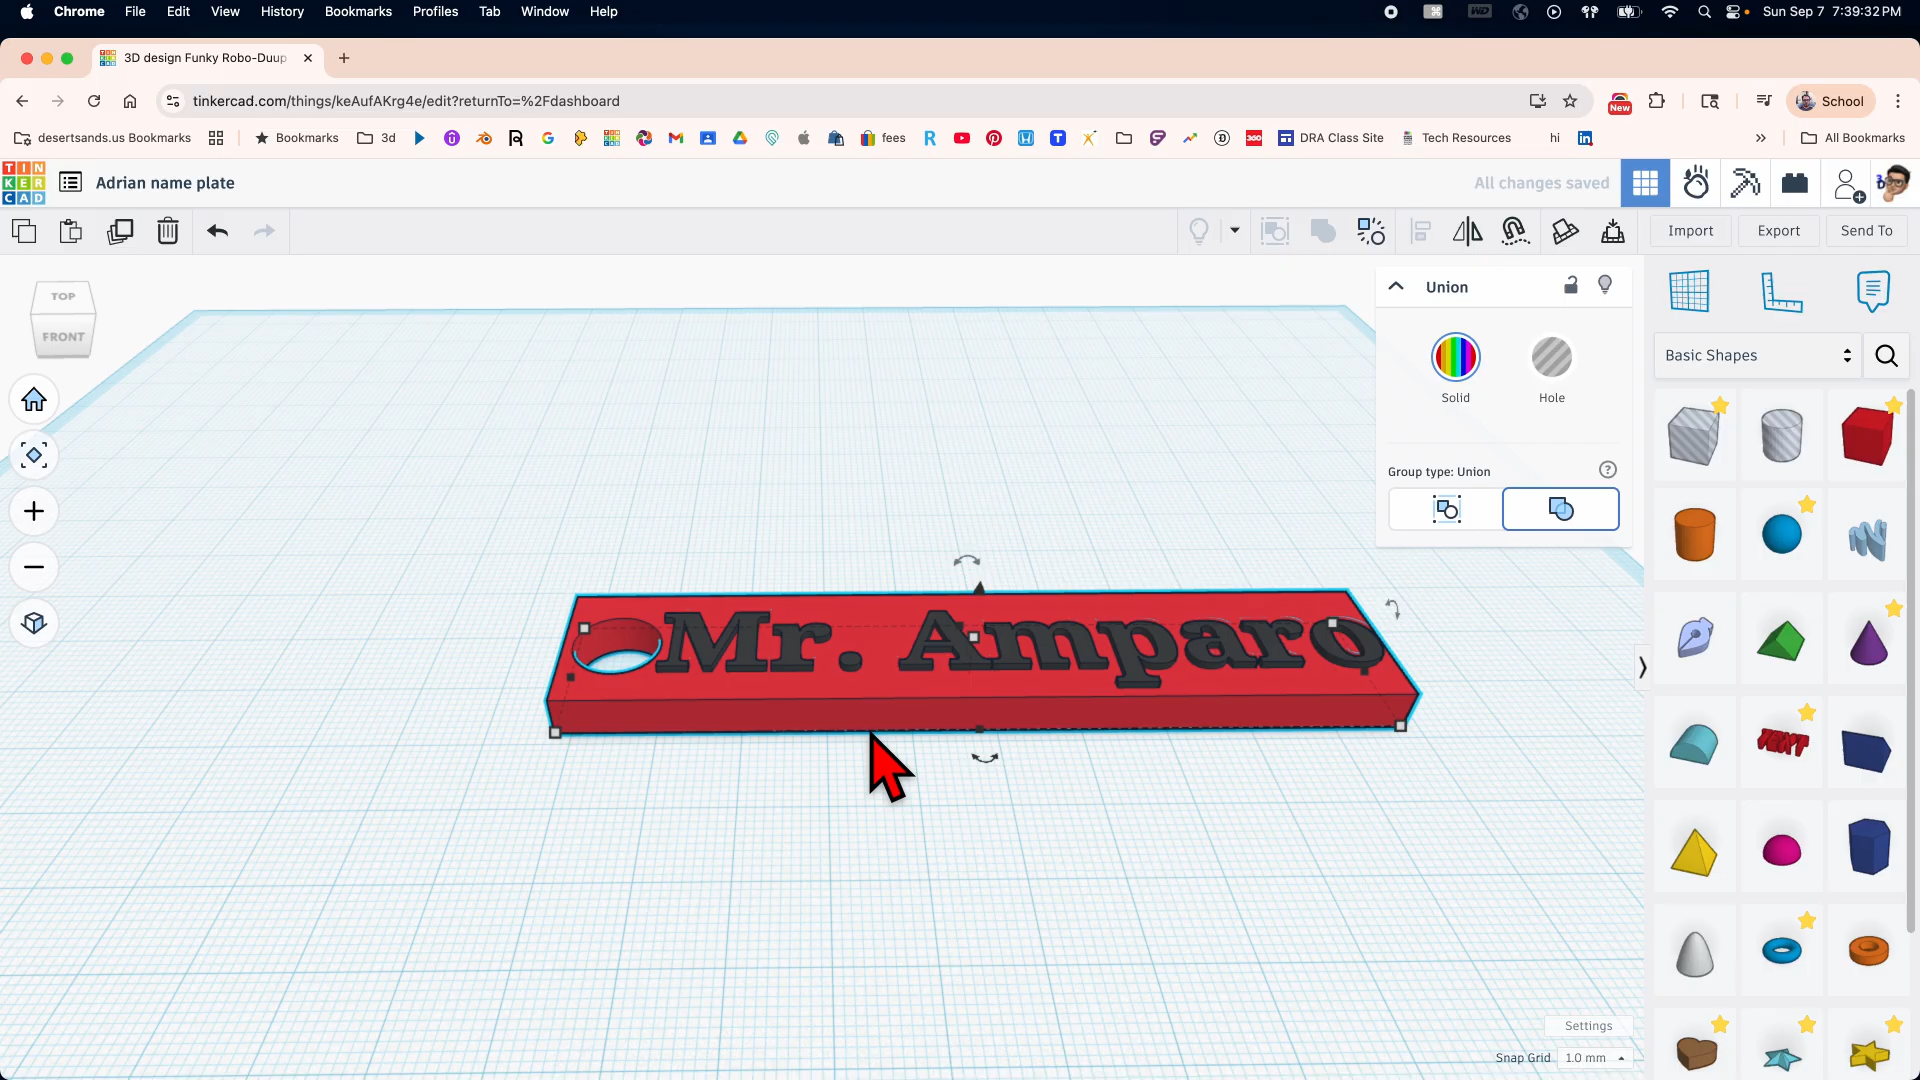 Chrome File Edit View History Bookmarks Profiles Tab Window Help Sun Sep 7 7:39:32 PM
3D design Funky Robo-Duup
tinkercad.com/things/keAufAKrg4e/edit?returnTo=%2Fdashboard New School
desertsands.us Bookmarks Bookmarks 3d fees DRA Class Site Tech Resources hi All Bookmarks
TINKERCAD
Adrian name plate All changes saved
Import Export Send To
Union
TOP
FRONT
Solid Hole
Basic Shapes
Group type: Union
Mr. Amparo
TEXT
Settings
Snap Grid 1.0 mm